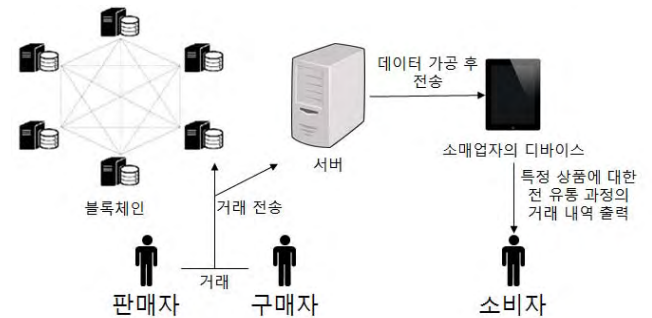 데이터 가공 후
전송
서버
소매업자의 디바이스
특정 상품에 대한
전 유통 과정의
거래 내역 출력
블록체인
거래 전송
거래
판매자
구매자
소비자